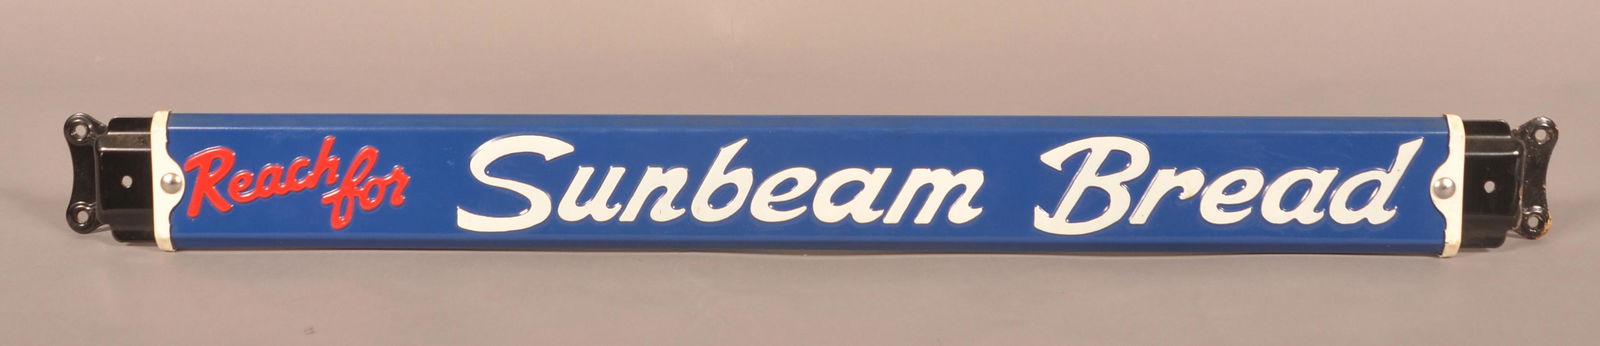 Reach for Sunbeam Bread